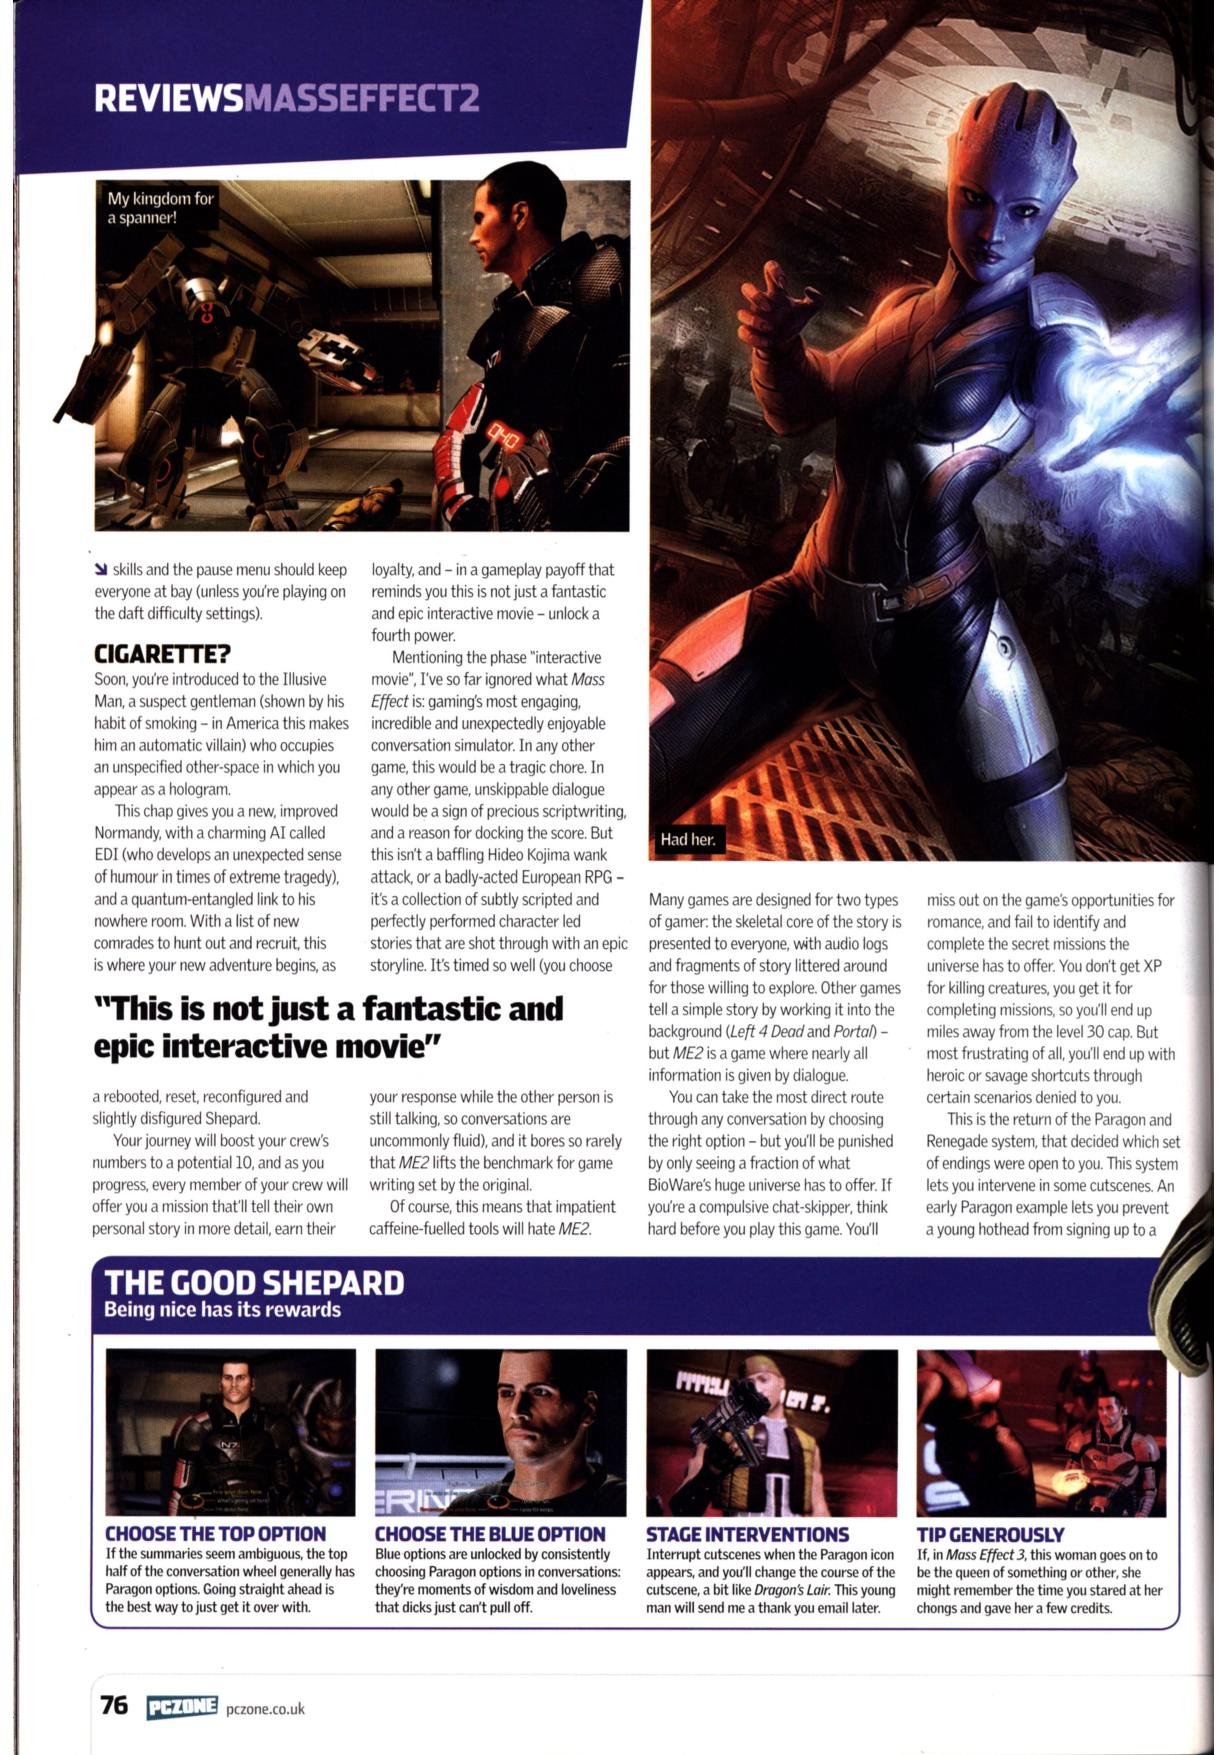 REVIEWSMASSEFFECT2
My kingdom for
a spanner!
N7
040
skills and the pause menu should keep
everyone at bay (unless you're playing on
the daft difficulty settings).
CIGARETTE?
Soon, you're introduced to the Illusive
Man, a suspect gentleman (shown by his
habit of smoking – in America this makes
him an automatic villain) who occupies
an unspecified other-space in which you
appear as a hologram.
This chap gives you a new, improved
Normandy, with a charming AI called
EDI (who develops an unexpected sense
of humour in times of extreme tragedy),
and a quantum-entangled link to his
nowhere room. With a list of new
comrades to hunt out and recruit, this
is where your new adventure begins, as
"This is not just a fantastic and
epic interactive movie"
a rebooted, reset, reconfigured and
slightly disfigured Shepard.
Your journey will boost your crew's
numbers to a potential 10, and as you
progress, every member of your crew will
offer you a mission that'll tell their own
personal story in more detail, earn their
loyalty, and – in a gameplay payoff that
reminds you this is not just a fantastic
and epic interactive movie – unlock a
fourth power.
Mentioning the phase "interactive
movie", I've so far ignored what Mass
Effect is: gaming's most engaging,
incredible and unexpectedly enjoyable
conversation simulator. In any other
game, this would be a tragic chore. In
any other game, unskippable dialogue
would be a sign of precious scriptwriting,
and a reason for docking the score. But
this isn't a baffling Hideo Kojima wank
attack, or a badly-acted European RPG –
it's a collection of subtly scripted and
perfectly performed character led
stories that are shot through with an epic
storyline. It's timed so well (you choose
your response while the other person is
still talking, so conversations are
uncommonly fluid), and it bores so rarely
that ME2 lifts the benchmark for game
writing set by the original.
Of course, this means that impatient
caffeine-fuelled tools will hate ME2.
Had her.
Many games are designed for two types
of gamer: the skeletal core of the story is
presented to everyone, with audio logs
and fragments of story littered around
for those willing to explore. Other games
tell a simple story by working it into the
background (Left 4 Dead and Portal) –
but ME2 is a game where nearly all
information is given by dialogue.
You can take the most direct route
through any conversation by choosing
the right option – but you'll be punished
by only seeing a fraction of what
BioWare's huge universe has to offer. If
you're a compulsive chat-skipper, think
hard before you play this game. You'll
miss out on the game's opportunities for
romance, and fail to identify and
complete the secret missions the
universe has to offer. You don't get XP
for killing creatures, you get it for
completing missions, so you'll end up
miles away from the level 30 cap. But
most frustrating of all, you'll end up with
heroic or savage shortcuts through
certain scenarios denied to you.
This is the return of the Paragon and
Renegade system, that decided which set
of endings were open to you. This system
lets you intervene in some cutscenes. An
early Paragon example lets you prevent
a young hothead from signing up to a
THE GOOD SHEPARD
Being nice has its rewards
N7
CHOOSE THE TOP OPTION
If the summaries seem ambiguous, the top
half of the conversation wheel generally has
Paragon options. Going straight ahead is
the best way to just get it over with.
CHOOSE THE BLUE OPTION
Blue options are unlocked by consistently
choosing Paragon options in conversations:
they're moments of wisdom and loveliness
that dicks just can't pull off.
STAGE INTERVENTIONS
Interrupt cutscenes when the Paragon icon
appears, and you'll change the course of the
cutscene, a bit like Dragon's Lair. This young
man will send me a thank you email later.
TIP GENEROUSLY
If, in Mass Effect 3, this woman goes on to
be the queen of something or other, she
might remember the time you stared at her
chongs and gave her a few credits.
76 PCZONE pczone.co.uk